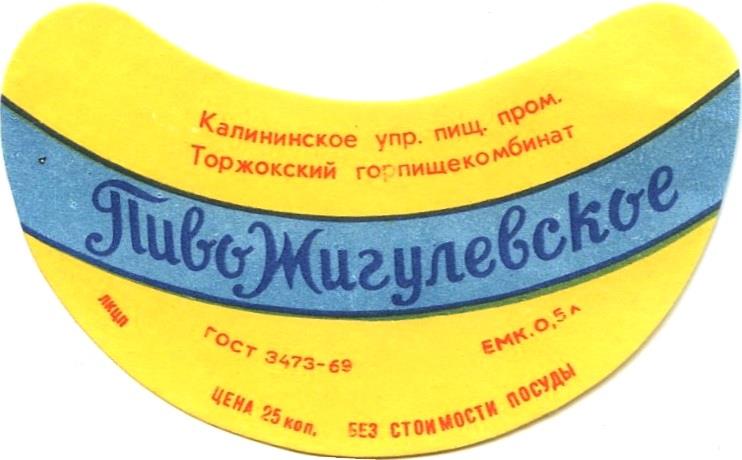 Калининское упр. пищ. пром.
Торжокский горпищекомбинат
Пиво Жигулевское
лкцп
ГОСТ 3473-69
ЕМК. 0,5 л
ЦЕНА 25 коп. БЕЗ СТОИМОСТИ ПОСУДЫ